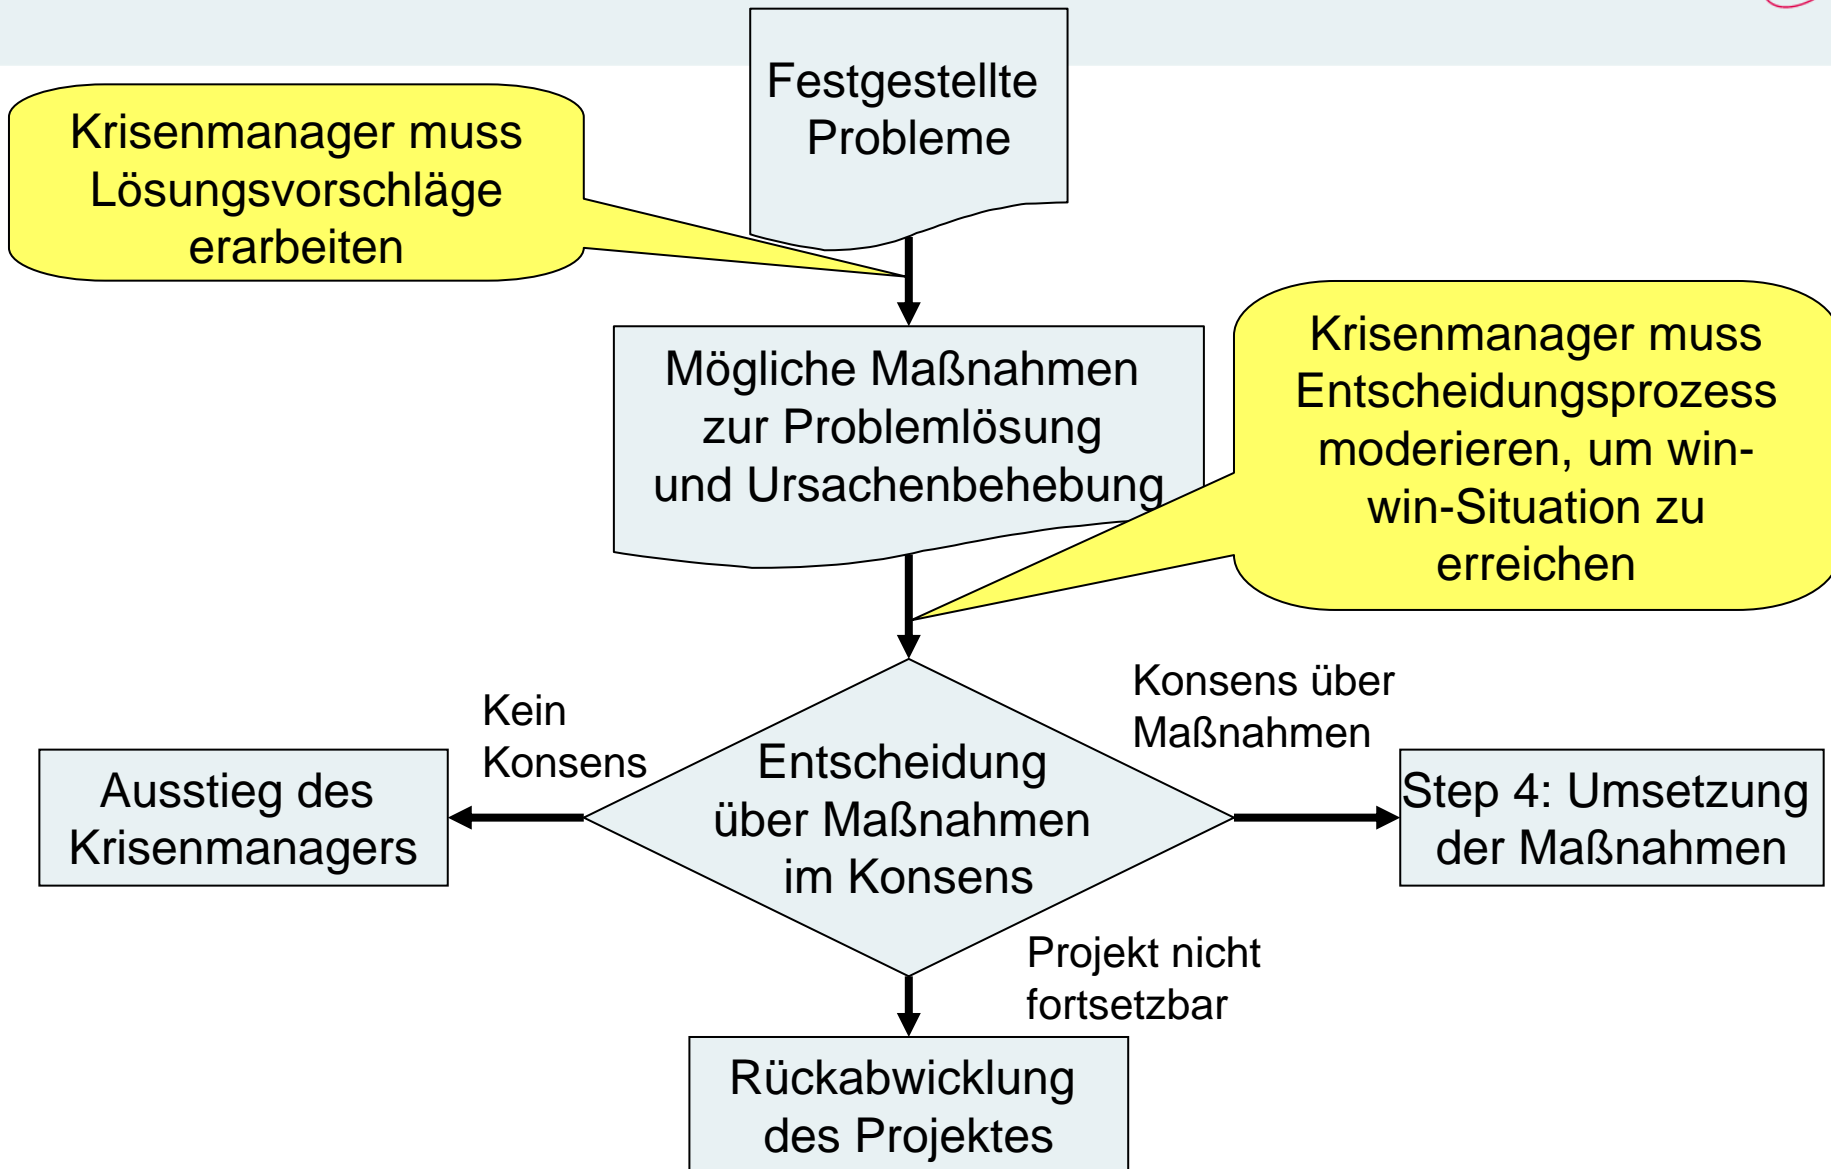 Festgestellte
Probleme
Krisenmanager muss
Lösungsvorschläge
erarbeiten
Mögliche Maßnahmen
zur Problemlösung
und Ursachenbehebung
Krisenmanager muss
Entscheidungsprozess
moderieren, um win-
win-Situation zu
erreichen
Kein
Konsens
Konsens über
Maßnahmen
Ausstieg des
Krisenmanagers
Entscheidung
über Maßnahmen
im Konsens
Step 4: Umsetzung
der Maßnahmen
Projekt nicht
fortsetzbar
Rückabwicklung
des Projektes